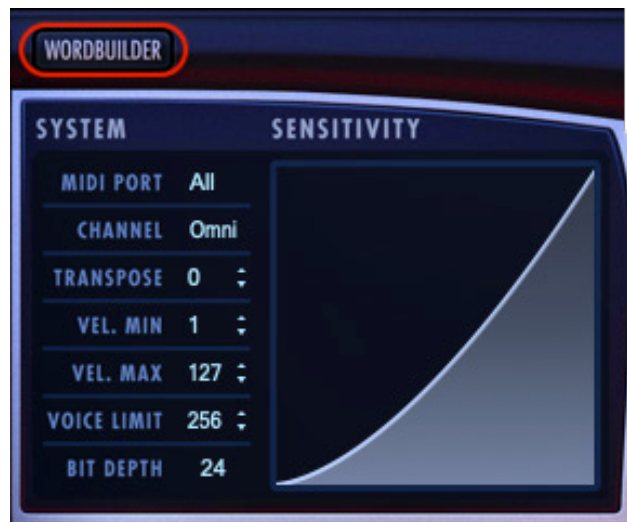 WORDBUILDER
SYSTEM SENSITIVITY
MIDI PORT All
CHANNEL Omni
TRANSPOSE 0
VEL. MIN 1
VEL. MAX 127
VOICE LIMIT 256
BIT DEPTH 24